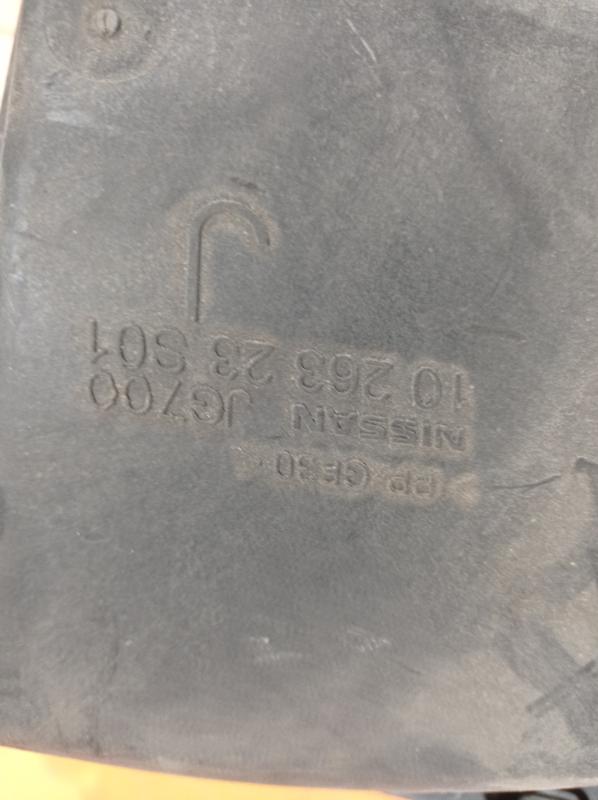 >PP-GF30<
NISSAN JG700
10 263 23 S01
J